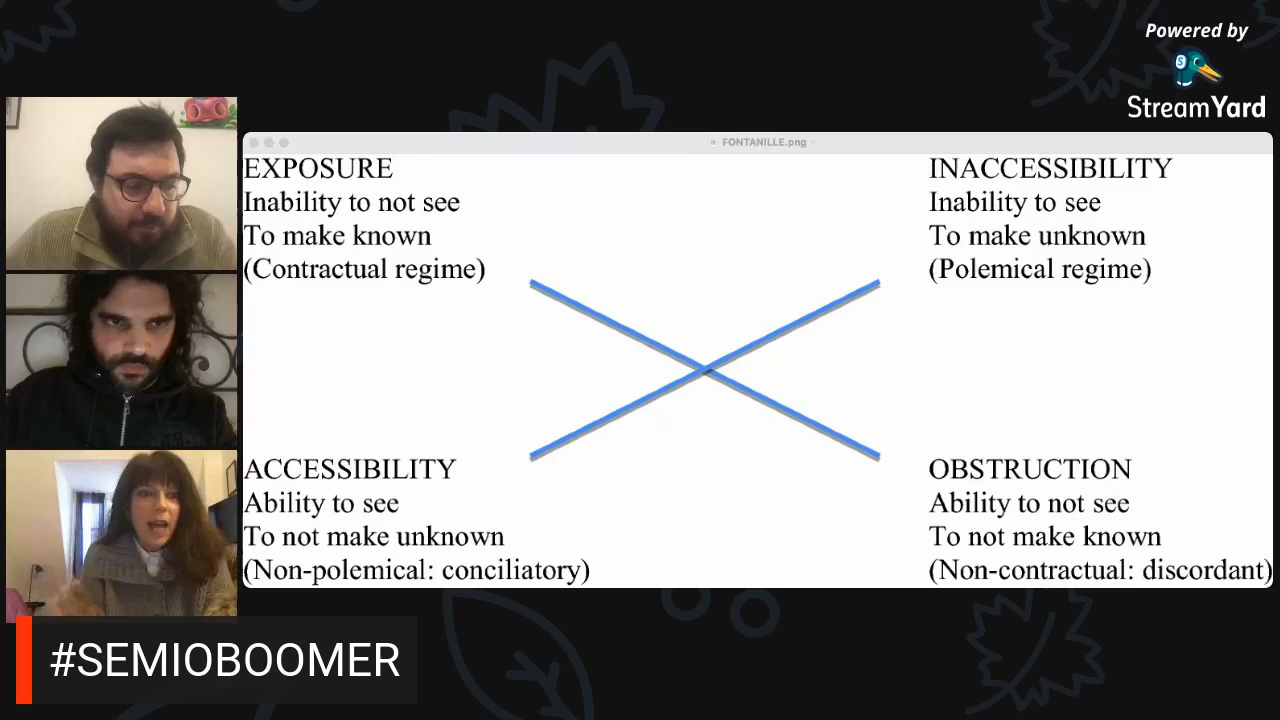 Powered by
StreamYard
FONTANILLE.png
EXPOSURE
Inability to not see
To make known
(Contractual regime)
INACCESSIBILITY
Inability to see
To make unknown
(Polemical regime)
ACCESSIBILITY
Ability to see
To not make unknown
(Non-polemical: conciliatory)
OBSTRUCTION
Ability to not see
To not make known
(Non-contractual: discordant)
#SEMIOBOOMER